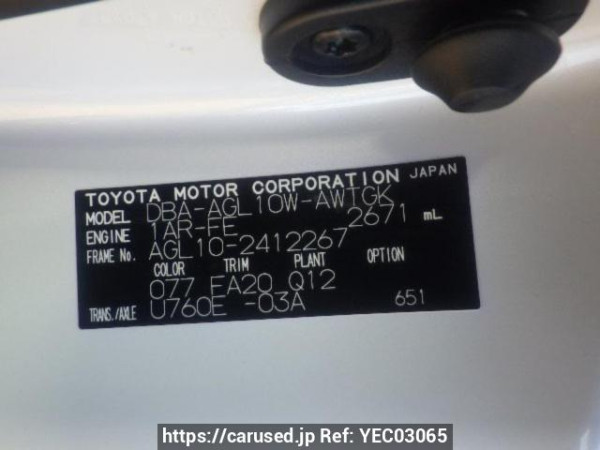 TOYOTA MOTOR CORPORATION JAPAN
MODEL DBA-AGL10W-AWTGK
ENGINE 1AR-FE 2671 mL
FRAME No. AGL10-2412267
COLOR TRIM PLANT OPTION
077 FA20 Q12
TRANS./AXLE U760E -03A 651
https://carused.jp Ref: YEC03065